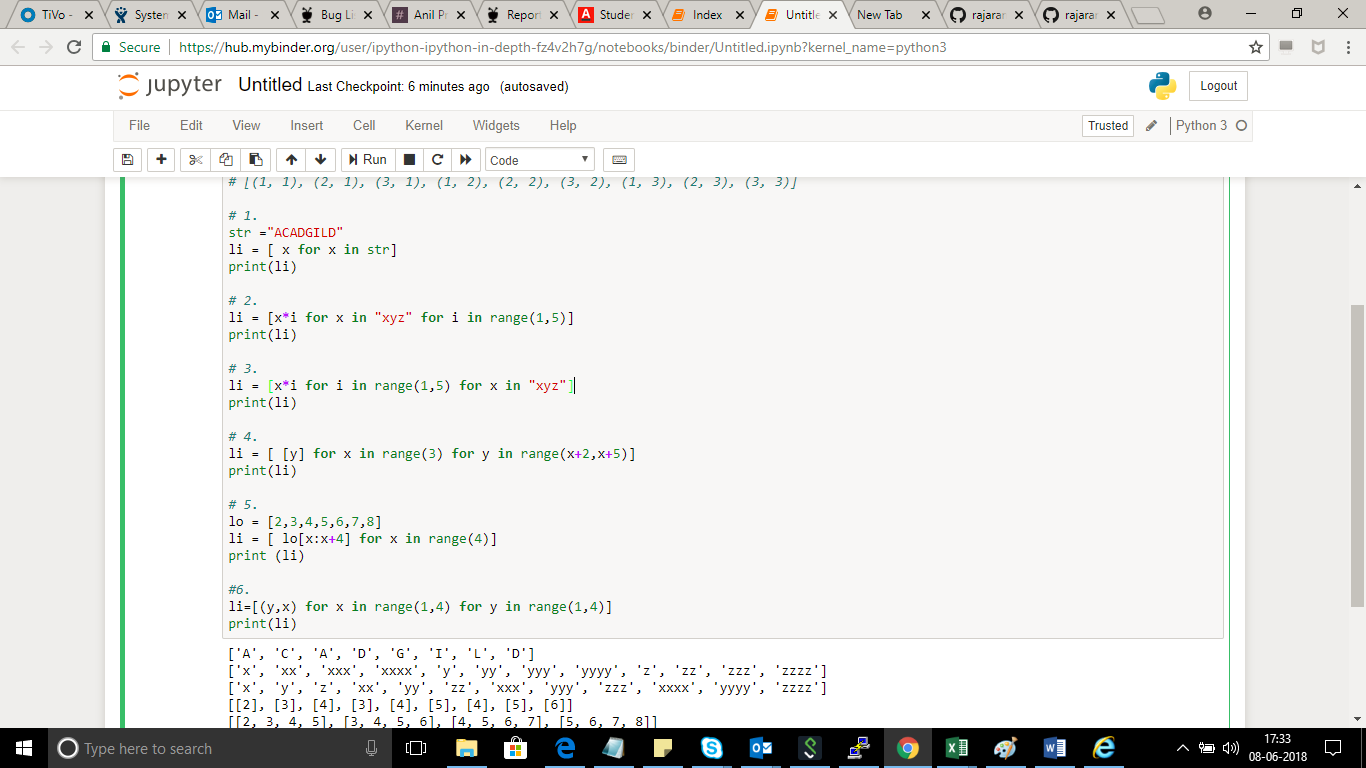 TiVo -
System
Mail -
Bug Li
Anil Pr
Report
Studen
Index
Untitle
New Tab
rajaran
rajaran
Secure
https://hub.mybinder.org/user/ipython-ipython-in-depth-fz4v2h7g/notebooks/binder/Untitled.ipynb?kernel_name=python3
jupyter Untitled Last Checkpoint: 6 minutes ago (autosaved)
Logout
File Edit View Insert Cell Kernel Widgets Help
Trusted
Python 3
Run
Code
# [(1, 1), (2, 1), (3, 1), (1, 2), (2, 2), (3, 2), (1, 3), (2, 3), (3, 3)]
# 1.
str ="ACADGILD"
li = [ x for x in str]
print(li)
# 2.
li = [x*i for x in "xyz" for i in range(1,5)]
print(li)
# 3.
li = [x*i for i in range(1,5) for x in "xyz"]
print(li)
# 4.
li = [ [y] for x in range(3) for y in range(x+2,x+5)]
print(li)
# 5.
lo = [2,3,4,5,6,7,8]
li = [ lo[x:x+4] for x in range(4)]
print (li)
#6.
li=[(y,x) for x in range(1,4) for y in range(1,4)]
print(li)
['A', 'C', 'A', 'D', 'G', 'I', 'L', 'D']
['x', 'xx', 'xxx', 'xxxx', 'y', 'yy', 'yyy', 'yyyy', 'z', 'zz', 'zzz', 'zzzz']
['x', 'y', 'z', 'xx', 'yy', 'zz', 'xxx', 'yyy', 'zzz', 'xxxx', 'yyyy', 'zzzz']
[[2], [3], [4], [3], [4], [5], [4], [5], [6]]
[[2, 3, 4, 5], [3, 4, 5, 6], [4, 5, 6, 7], [5, 6, 7, 8]]
Type here to search
17:33
08-06-2018